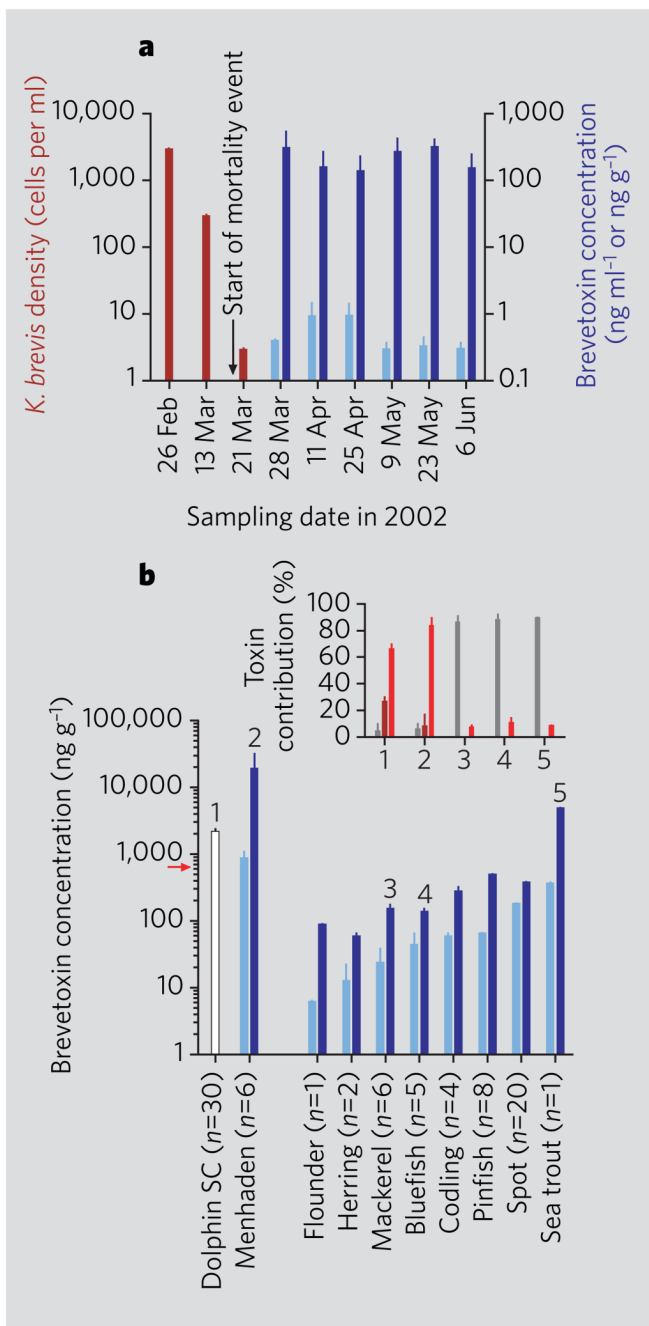 a
K. brevis density (cells per ml)
10,000
1,000
100
10
1
Start of mortality event
1,000
100
10
1
0.1
Brevetoxin concentration
(ng ml⁻¹ or ng g⁻¹)
26 Feb
13 Mar
21 Mar
28 Mar
11 Apr
25 Apr
9 May
23 May
6 Jun
Sampling date in 2002
b
Toxin
contribution (%)
100
80
60
40
20
0
1
2
3
4
5
Brevetoxin concentration (ng g⁻¹)
100,000
10,000
1,000
100
10
1
1
2
3
4
5
Dolphin SC (n=30)
Menhaden (n=6)
Flounder (n=1)
Herring (n=2)
Mackerel (n=6)
Bluefish (n=5)
Codling (n=4)
Pinfish (n=8)
Spot (n=20)
Sea trout (n=1)